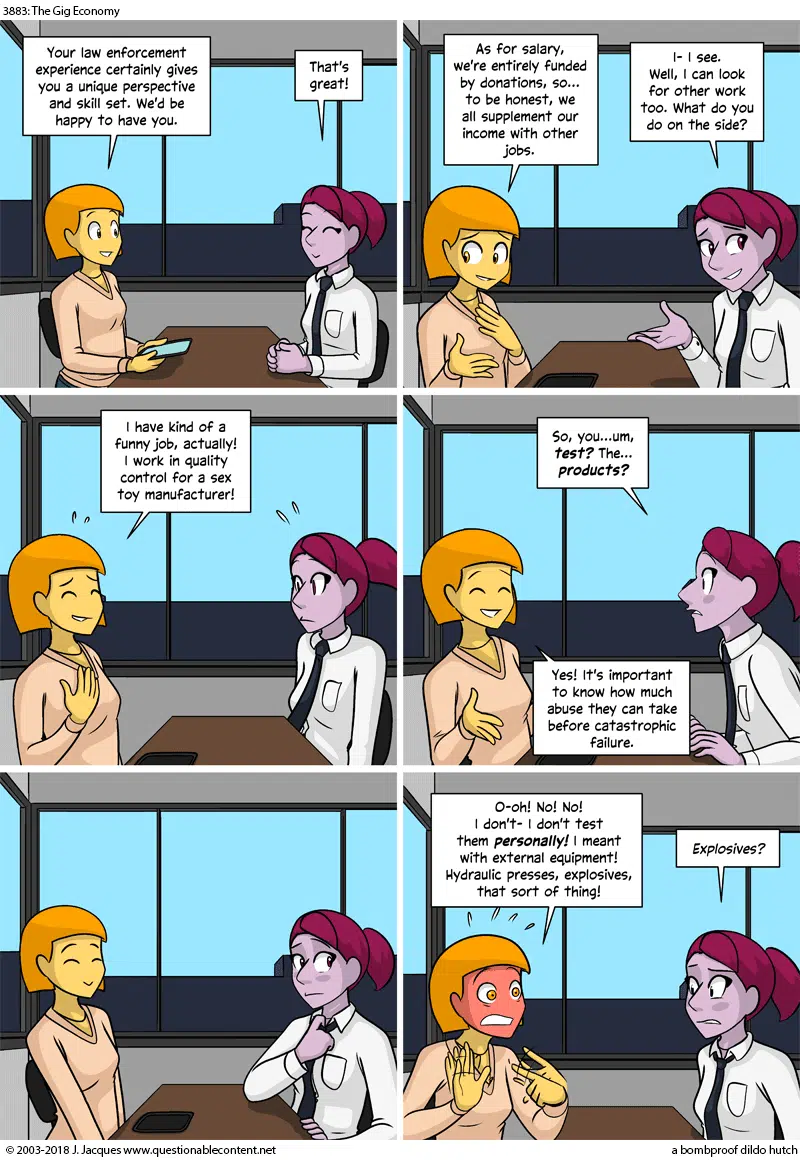 3883: The Gig Economy
Your law enforcement
experience certainly gives
you a unique perspective
and skill set. We'd be
happy to have you.
That's
great!
As for salary,
we're entirely funded
by donations, so...
to be honest, we
all supplement our
income with other
jobs.
I- I see.
Well, I can look
for other work
too. What do you
do on the side?
I have kind of a
funny job, actually!
I work in quality
control for a sex
toy manufacturer!
So, you...um,
test? The...
products?
Yes! It's important
to know how much
abuse they can take
before catastrophic
failure.
O-oh! No! No!
I don't- I don't test
them personally! I meant
with external equipment!
Hydraulic presses, explosives,
that sort of thing!
Explosives?
© 2003-2018 J. Jacques www.questionablecontent.net
a bombproof dildo hutch